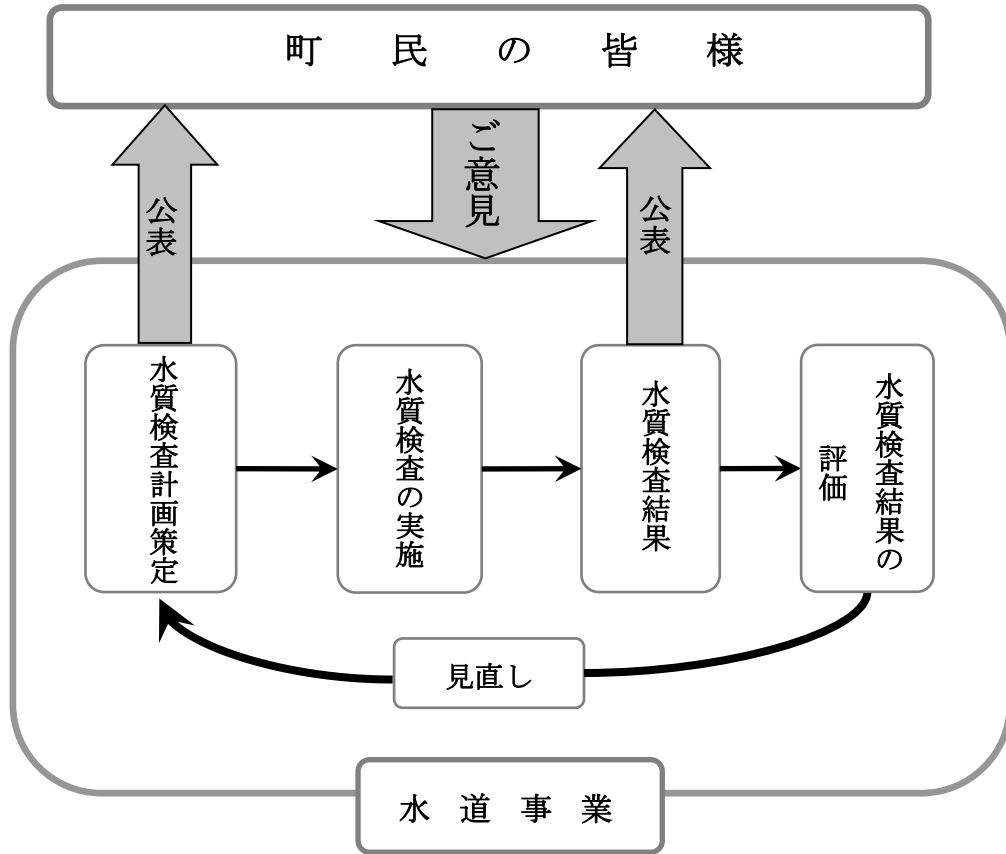 町民の皆様
公表
ご意見
公表
水質検査計画策定
水質検査の実施
水質検査結果
水質検査結果の
評価
見直し
水道事業